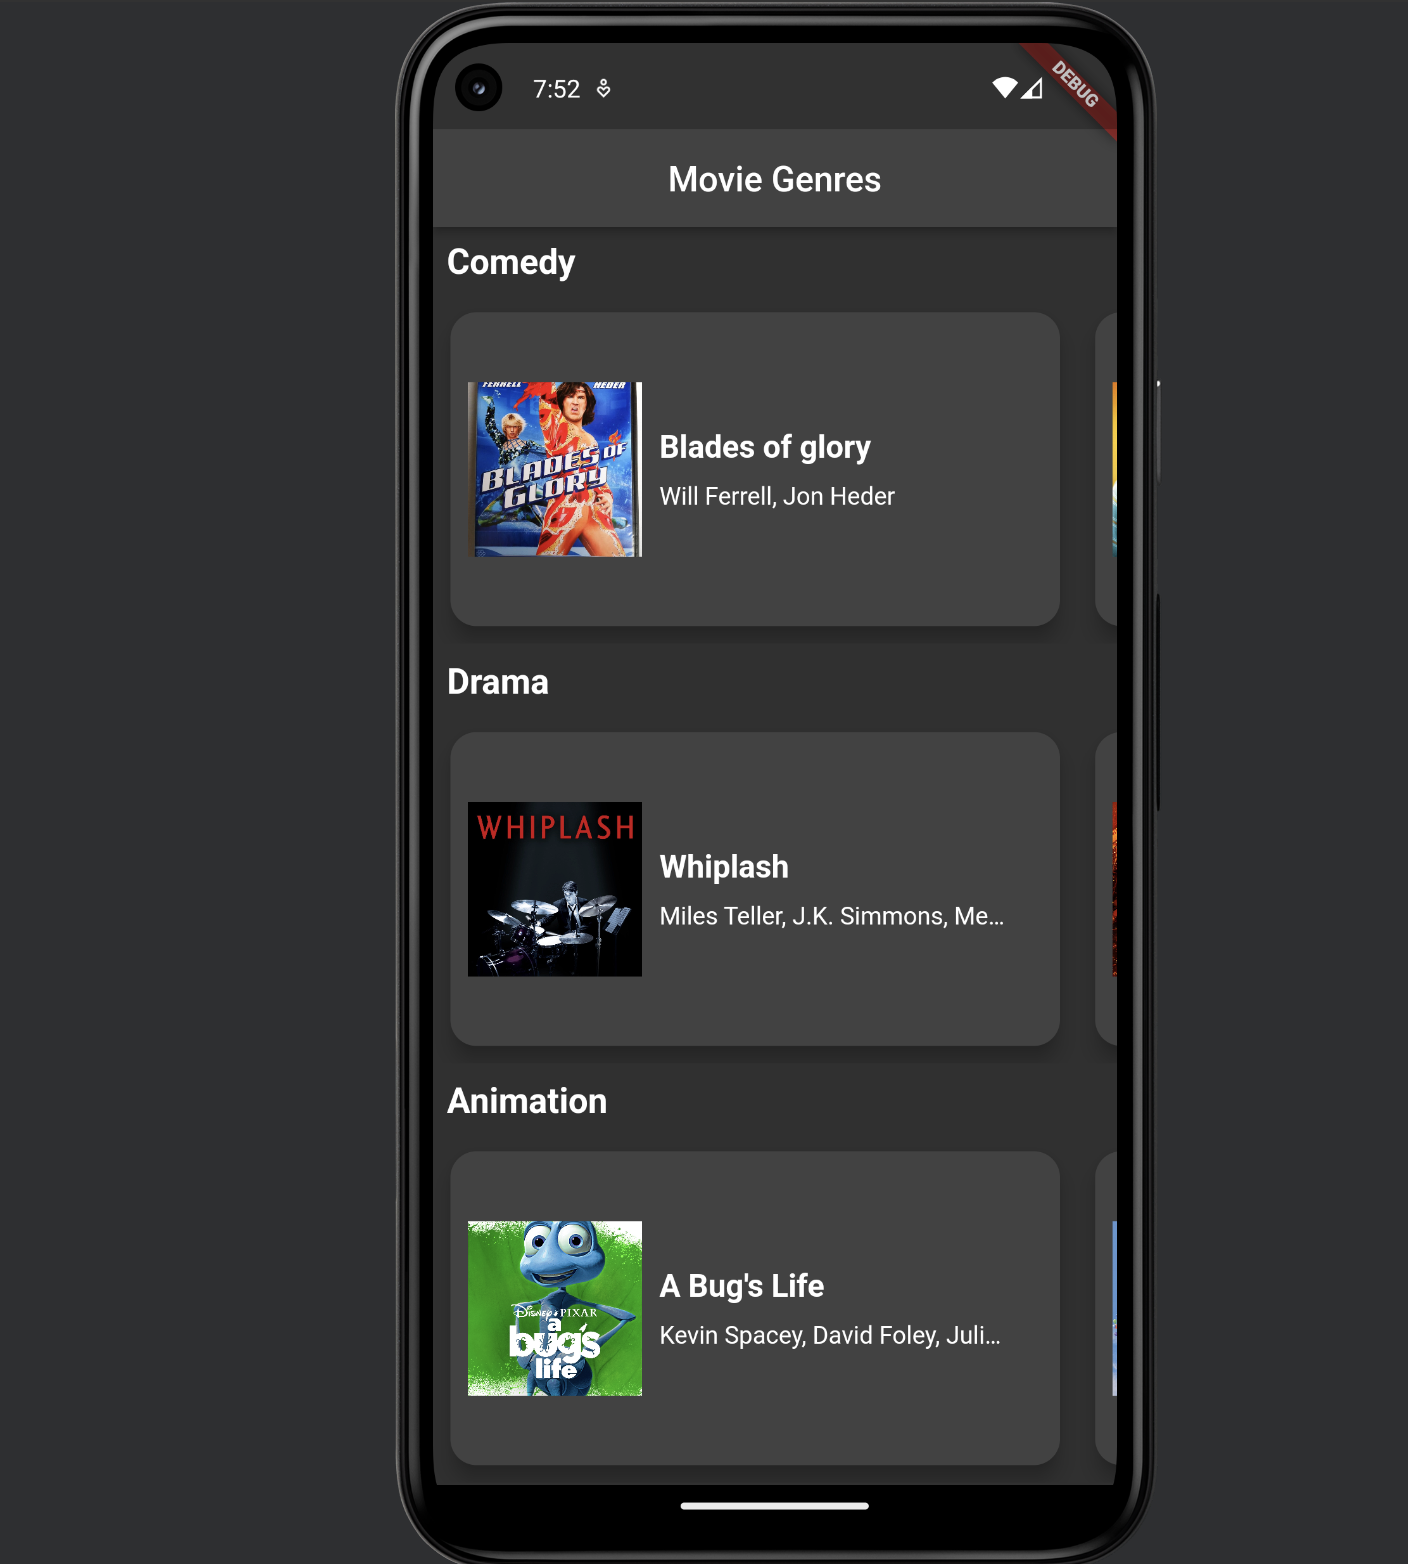 7:52
DEBUG
Movie Genres
Comedy
FERRELL HEDER
BLADES OF
GLORY
Blades of glory
Will Ferrell, Jon Heder
Drama
WHIPLASH
Whiplash
Miles Teller, J.K. Simmons, Me...
Animation
Disney PIXAR
a
bug's
life
A Bug's Life
Kevin Spacey, David Foley, Juli...